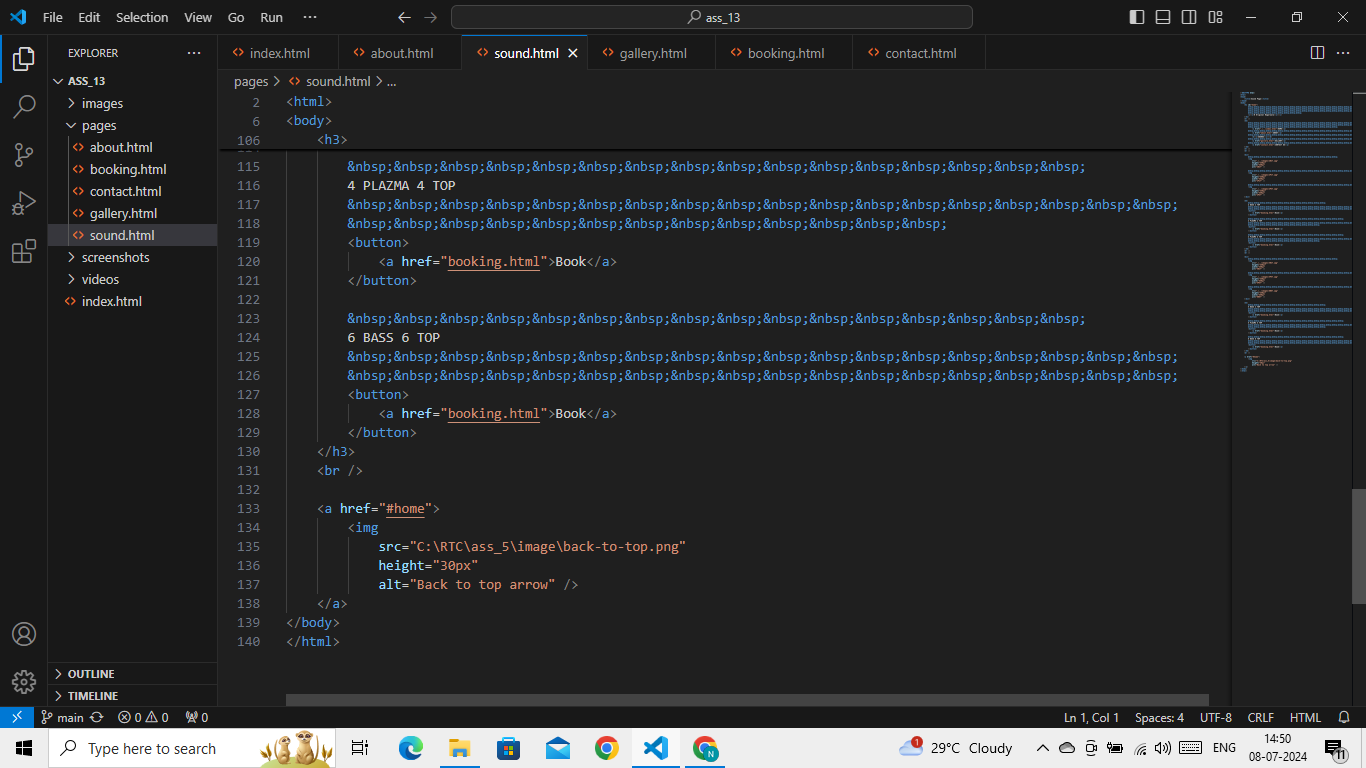 File Edit Selection View Go Run ···
ass_13
EXPLORER
index.html about.html sound.html gallery.html booking.html contact.html
pages > sound.html > ...
ASS_13
images
pages
about.html
booking.html
contact.html
gallery.html
sound.html
screenshots
videos
index.html
OUTLINE
TIMELINE
2 <html>
6 <body>
106 <h3>
115 &nbsp;&nbsp;&nbsp;&nbsp;&nbsp;&nbsp;&nbsp;&nbsp;&nbsp;&nbsp;&nbsp;&nbsp;&nbsp;&nbsp;&nbsp;&nbsp;
116 4 PLAZMA 4 TOP
117 &nbsp;&nbsp;&nbsp;&nbsp;&nbsp;&nbsp;&nbsp;&nbsp;&nbsp;&nbsp;&nbsp;&nbsp;&nbsp;&nbsp;&nbsp;&nbsp;&nbsp;&nbsp;
118 &nbsp;&nbsp;&nbsp;&nbsp;&nbsp;&nbsp;&nbsp;&nbsp;&nbsp;&nbsp;&nbsp;&nbsp;&nbsp;
119 <button>
120 <a href="booking.html">Book</a>
121 </button>
122
123 &nbsp;&nbsp;&nbsp;&nbsp;&nbsp;&nbsp;&nbsp;&nbsp;&nbsp;&nbsp;&nbsp;&nbsp;&nbsp;&nbsp;&nbsp;&nbsp;
124 6 BASS 6 TOP
125 &nbsp;&nbsp;&nbsp;&nbsp;&nbsp;&nbsp;&nbsp;&nbsp;&nbsp;&nbsp;&nbsp;&nbsp;&nbsp;&nbsp;&nbsp;&nbsp;&nbsp;&nbsp;
126 &nbsp;&nbsp;&nbsp;&nbsp;&nbsp;&nbsp;&nbsp;&nbsp;&nbsp;&nbsp;&nbsp;&nbsp;&nbsp;&nbsp;&nbsp;&nbsp;&nbsp;&nbsp;
127 <button>
128 <a href="booking.html">Book</a>
129 </button>
130 </h3>
131 <br />
132
133 <a href="#home">
134 <img
135 src="C:\RTC\ass_5\image\back-to-top.png"
136 height="30px"
137 alt="Back to top arrow" />
138 </a>
139 </body>
140 </html>
main 0 0 0 Ln 1, Col 1 Spaces: 4 UTF-8 CRLF HTML
Type here to search
N
1 29°C Cloudy
ENG
14:50
08-07-2024
11